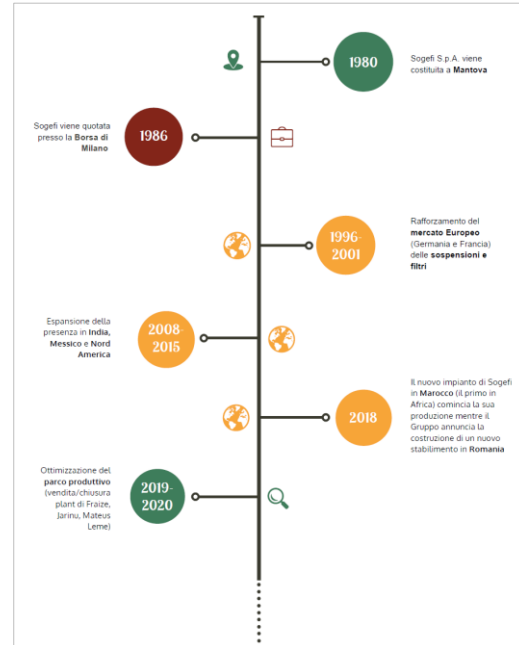 1980
Sogefi S.p.A. viene
costituita a Mantova
Sogefi viene quotata
presso la Borsa di
Milano
1986
1996-
2001
Rafforzamento del
mercato Europeo
(Germania e Francia)
delle sospensioni e
filtri
Espansione della
presenza in India,
Messico e Nord
America
2008-
2015
2018
Il nuovo impianto di Sogefi
in Marocco (il primo in
Africa) comincia la sua
produzione mentre il
Gruppo annuncia la
costruzione di un nuovo
stabilimento in Romania
Ottimizzazione del
parco produttivo
(vendita/chiusura
plant di Fraize,
Jarinu, Mateus
Leme)
2019-
2020